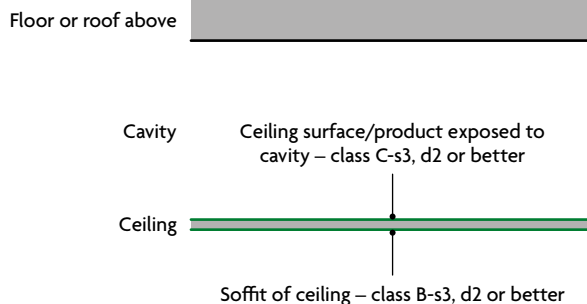 Floor or roof above
Cavity
Ceiling surface/product exposed to
cavity – class C-s3, d2 or better
Ceiling
Soffit of ceiling – class B-s3, d2 or better